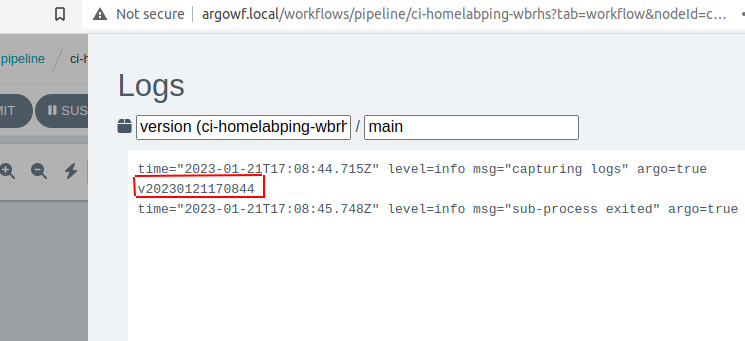 Not secure argowf.local/workflows/pipeline/ci-homelabping-wbrhs?tab=workflow&nodeId=c...
pipeline / ci-h
Logs
MIT SUS
version (ci-homelabping-wbrh / main
time="2023-01-21T17:08:44.715Z" level=info msg="capturing logs" argo=true
v20230121170844
time="2023-01-21T17:08:45.748Z" level=info msg="sub-process exited" argo=true